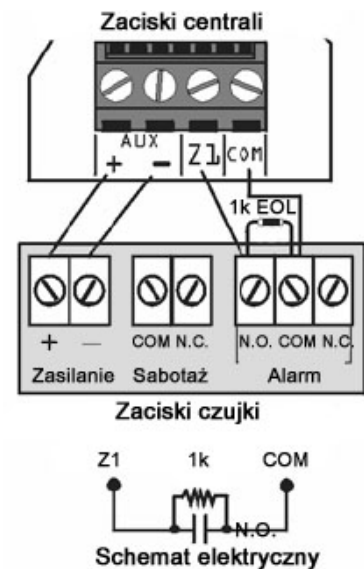 Zaciski centrali
AUX
+ - Z1 COM
1k EOL
+ — COM N.C. N.O. COM N.C.
Zasilanie Sabotaż Alarm
Zaciski czujki
Z1 1k COM
N.O.
Schemat elektryczny